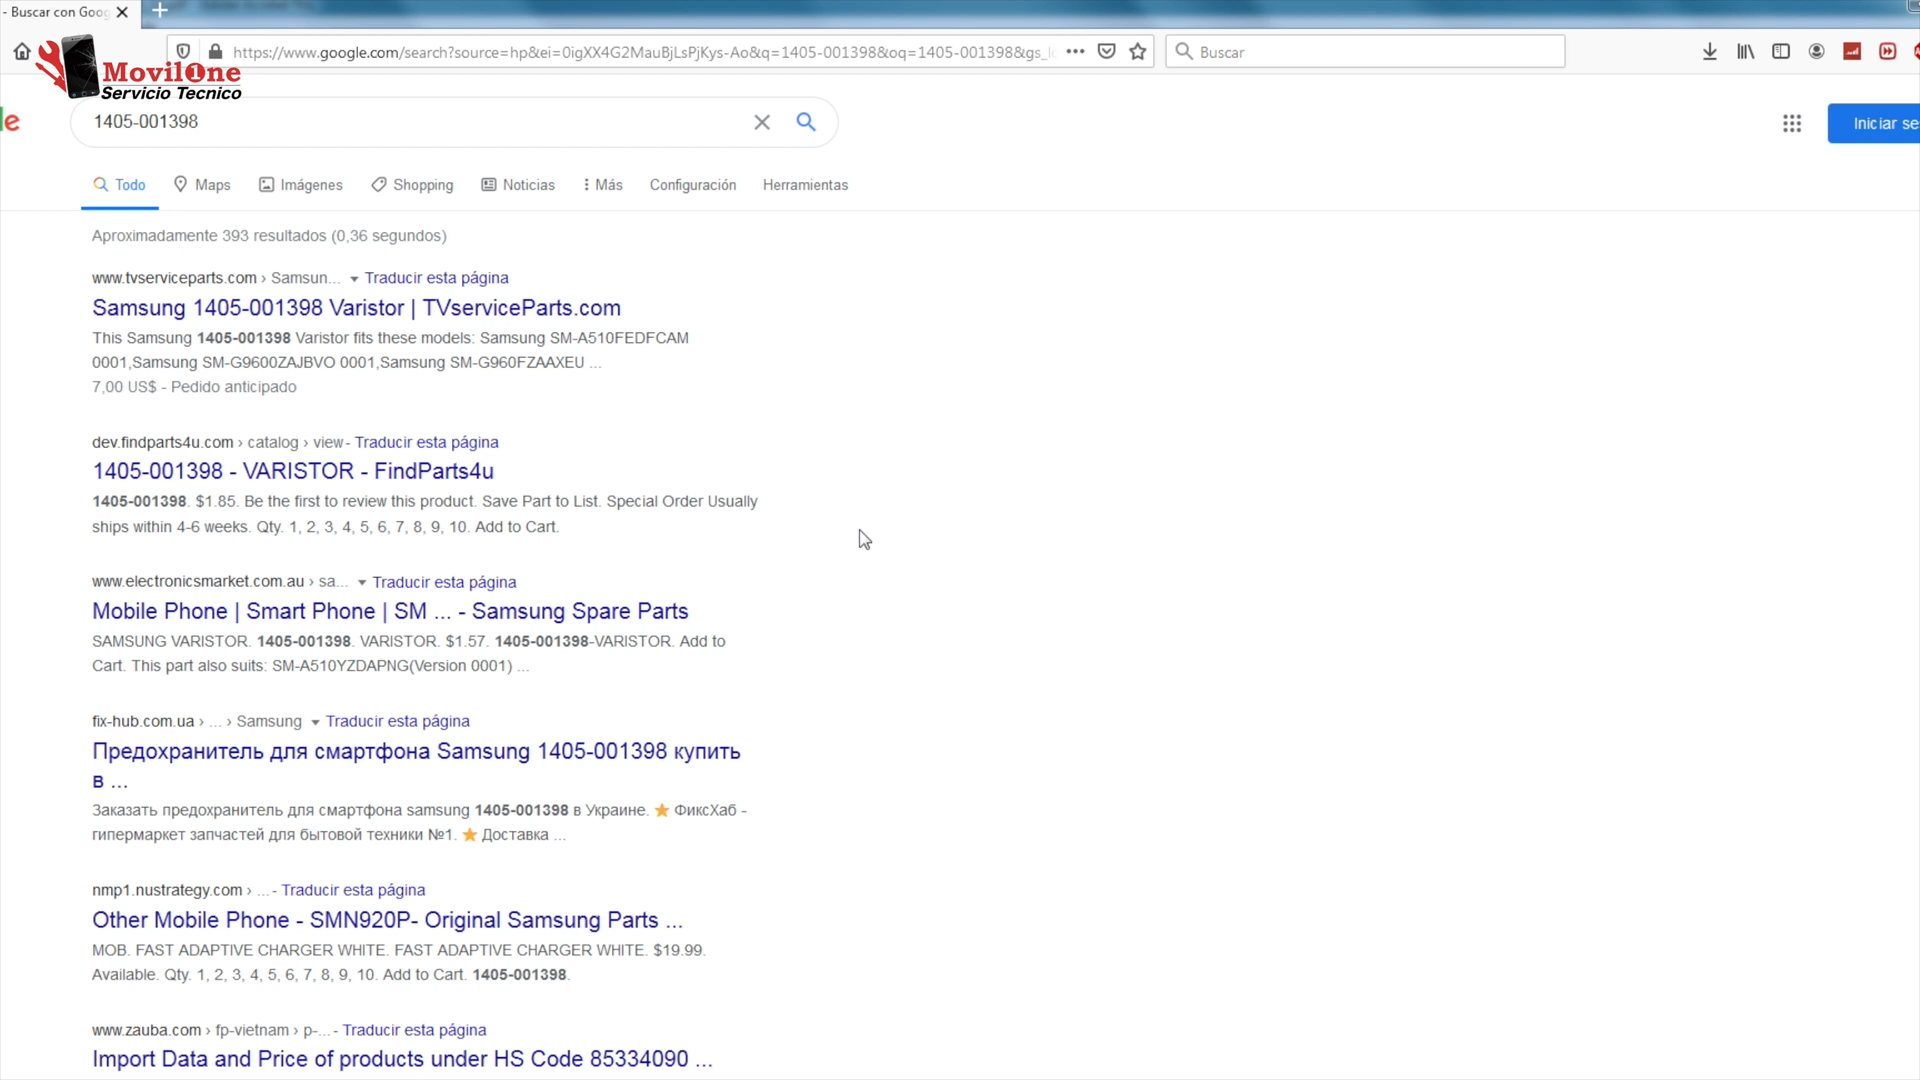 - Buscar con Goog
https://www.google.com/search?source=hp&ei=0igXX4G2MauBjLsPjKys-Ao&q=1405-001398&oq=1405-001398&gs_l
Buscar
Movil1One
Servicio Tecnico
le
1405-001398
Iniciar se
Todo Maps Imágenes Shopping Noticias Más Configuración Herramientas
Aproximadamente 393 resultados (0,36 segundos)
www.tvserviceparts.com › Samsun... Traducir esta página
Samsung 1405-001398 Varistor | TVserviceParts.com
This Samsung 1405-001398 Varistor fits these models: Samsung SM-A510FEDFCAM
0001,Samsung SM-G9600ZAJBVO 0001,Samsung SM-G960FZAAXEU ...
7,00 US$ - Pedido anticipado
dev.findparts4u.com › catalog › view - Traducir esta página
1405-001398 - VARISTOR - FindParts4u
1405-001398. $1.85. Be the first to review this product. Save Part to List. Special Order Usually
ships within 4-6 weeks. Qty. 1, 2, 3, 4, 5, 6, 7, 8, 9, 10. Add to Cart.
www.electronicsmarket.com.au › sa... Traducir esta página
Mobile Phone | Smart Phone | SM ... - Samsung Spare Parts
SAMSUNG VARISTOR. 1405-001398. VARISTOR. $1.57. 1405-001398-VARISTOR. Add to
Cart. This part also suits: SM-A510YZDAPNG(Version 0001) ...
fix-hub.com.ua › ... › Samsung Traducir esta página
Предохранитель для смартфона Samsung 1405-001398 купить
в ...
Заказать предохранитель для смартфона samsung 1405-001398 в Украине. ⭐ ФиксХаб -
гипермаркет запчастей для бытовой техники №1. ⭐ Доставка ...
nmp1.nustrategy.com › ... - Traducir esta página
Other Mobile Phone - SMN920P- Original Samsung Parts ...
MOB. FAST ADAPTIVE CHARGER WHITE. FAST ADAPTIVE CHARGER WHITE. $19.99.
Available. Qty. 1, 2, 3, 4, 5, 6, 7, 8, 9, 10. Add to Cart. 1405-001398.
www.zauba.com › fp-vietnam › p-... - Traducir esta página
Import Data and Price of products under HS Code 85334090 ...